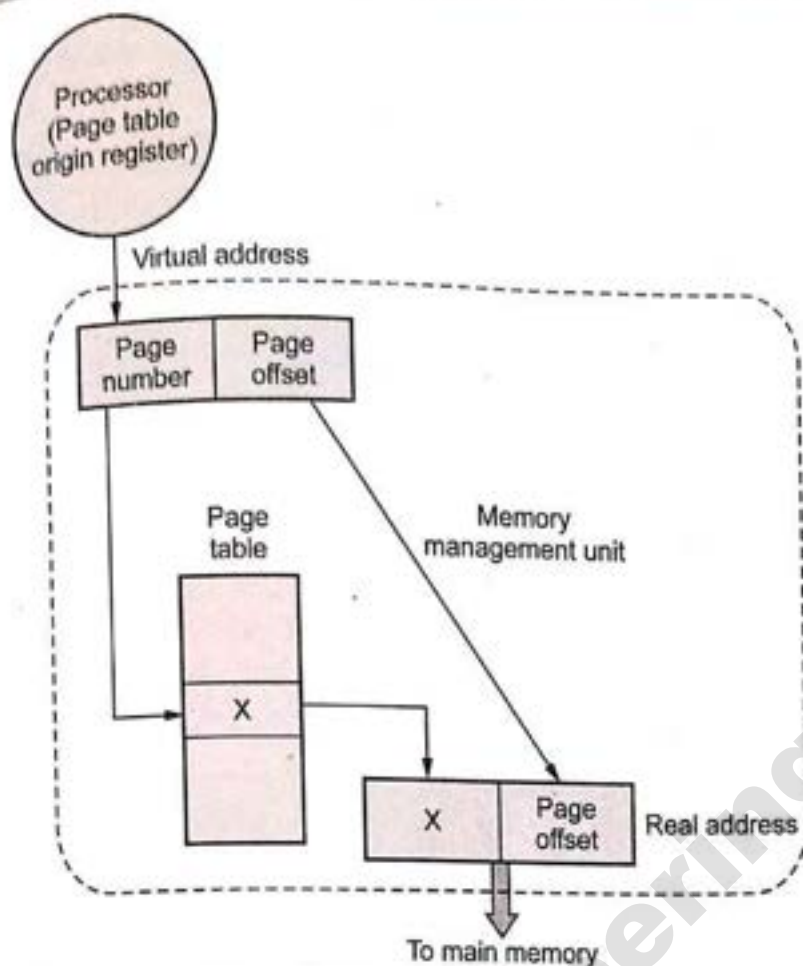 Processor
(Page table
origin register)
Virtual address
Page
number
Page
offset
Page
table
Memory
management unit
X
X
Page
offset
Real address
To main memory
ering